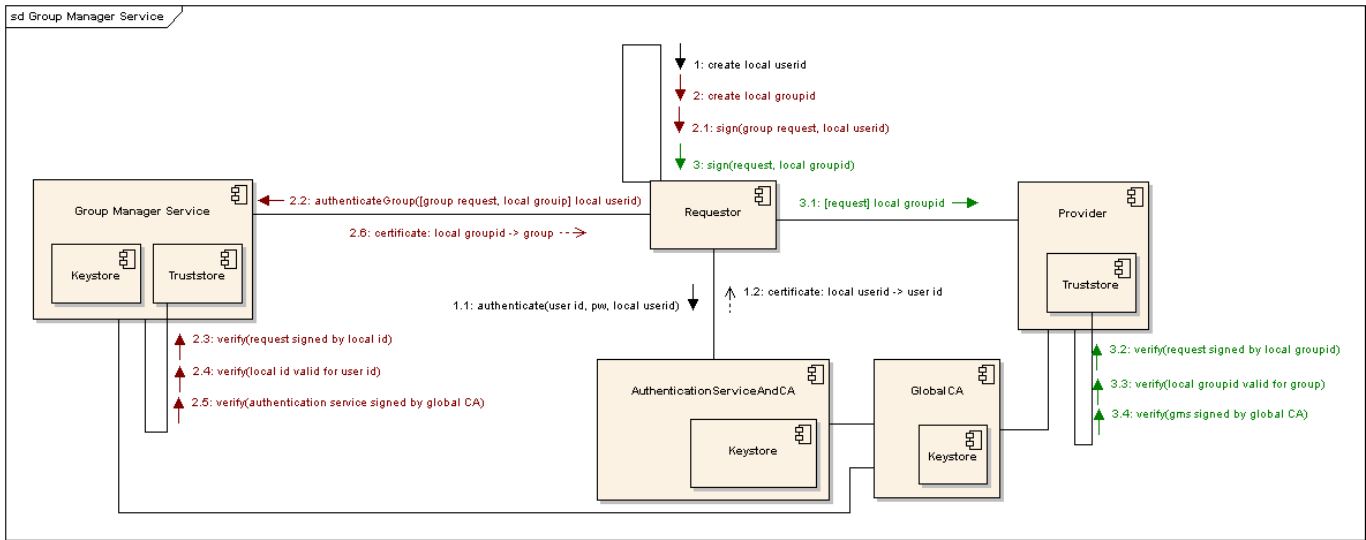 sd Group Manager Service
1: create local userid
2: create local groupid
2.1: sign(group request, local userid)
3: sign(request, local groupid)
Group Manager Service
Keystore
Truststore
2.2: authenticateGroup([group request, local grouip] local userid)
2.6: certificate: local groupid -> group
Requestor
3.1: [request] local groupid
Provider
Truststore
1.1: authenticate(user id, pw, local userid)
1.2: certificate: local userid -> user id
2.3: verify(request signed by local id)
2.4: verify(local id valid for user id)
2.5: verify(authentication service signed by global CA)
AuthenticationServiceAndCA
Keystore
Global CA
Keystore
3.2: verify(request signed by local groupid)
3.3: verify(local groupid valid for group)
3.4: verify(gms signed by global CA)